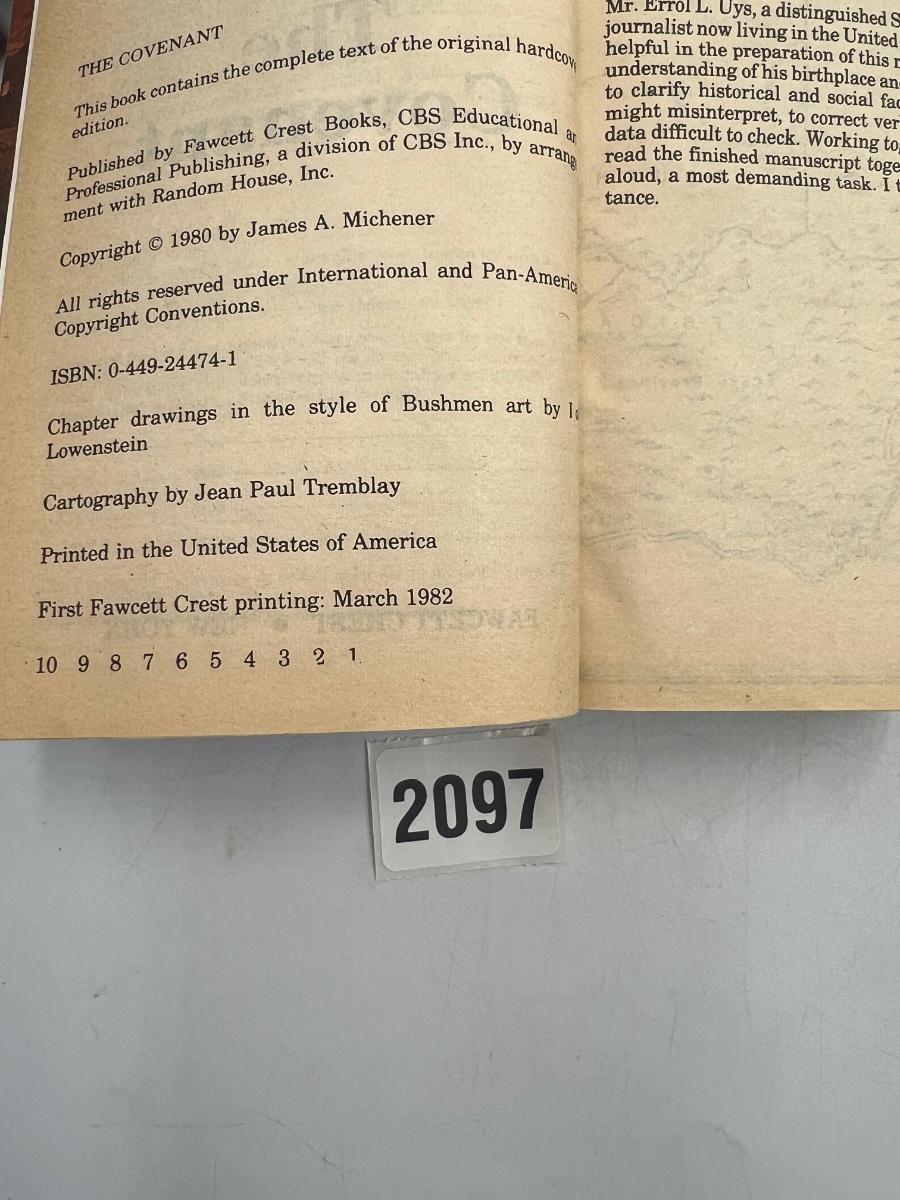 THE COVENANT
This book contains the complete text of the original hardcov
edition.
Published by Fawcett Crest Books, CBS Educational an
Professional Publishing, a division of CBS Inc., by arrang
ment with Random House, Inc.
Copyright © 1980 by James A. Michener
All rights reserved under International and Pan-America
Copyright Conventions.
ISBN: 0-449-24474-1
Chapter drawings in the style of Bushmen art by
Lowenstein
Cartography by Jean Paul Tremblay
Printed in the United States of America
First Fawcett Crest printing: March 1982
10 9 8 7 6 5 4 3 2 1
Mr. Errol L. Uys, a distinguished S
journalist now living in the United
helpful in the preparation of this
understanding of his birthplace an
to clarify historical and social fac
might misinterpret, to correct ver
data difficult to check. Working to
read the finished manuscript toge
aloud, a most demanding task. I t
tance.
2097